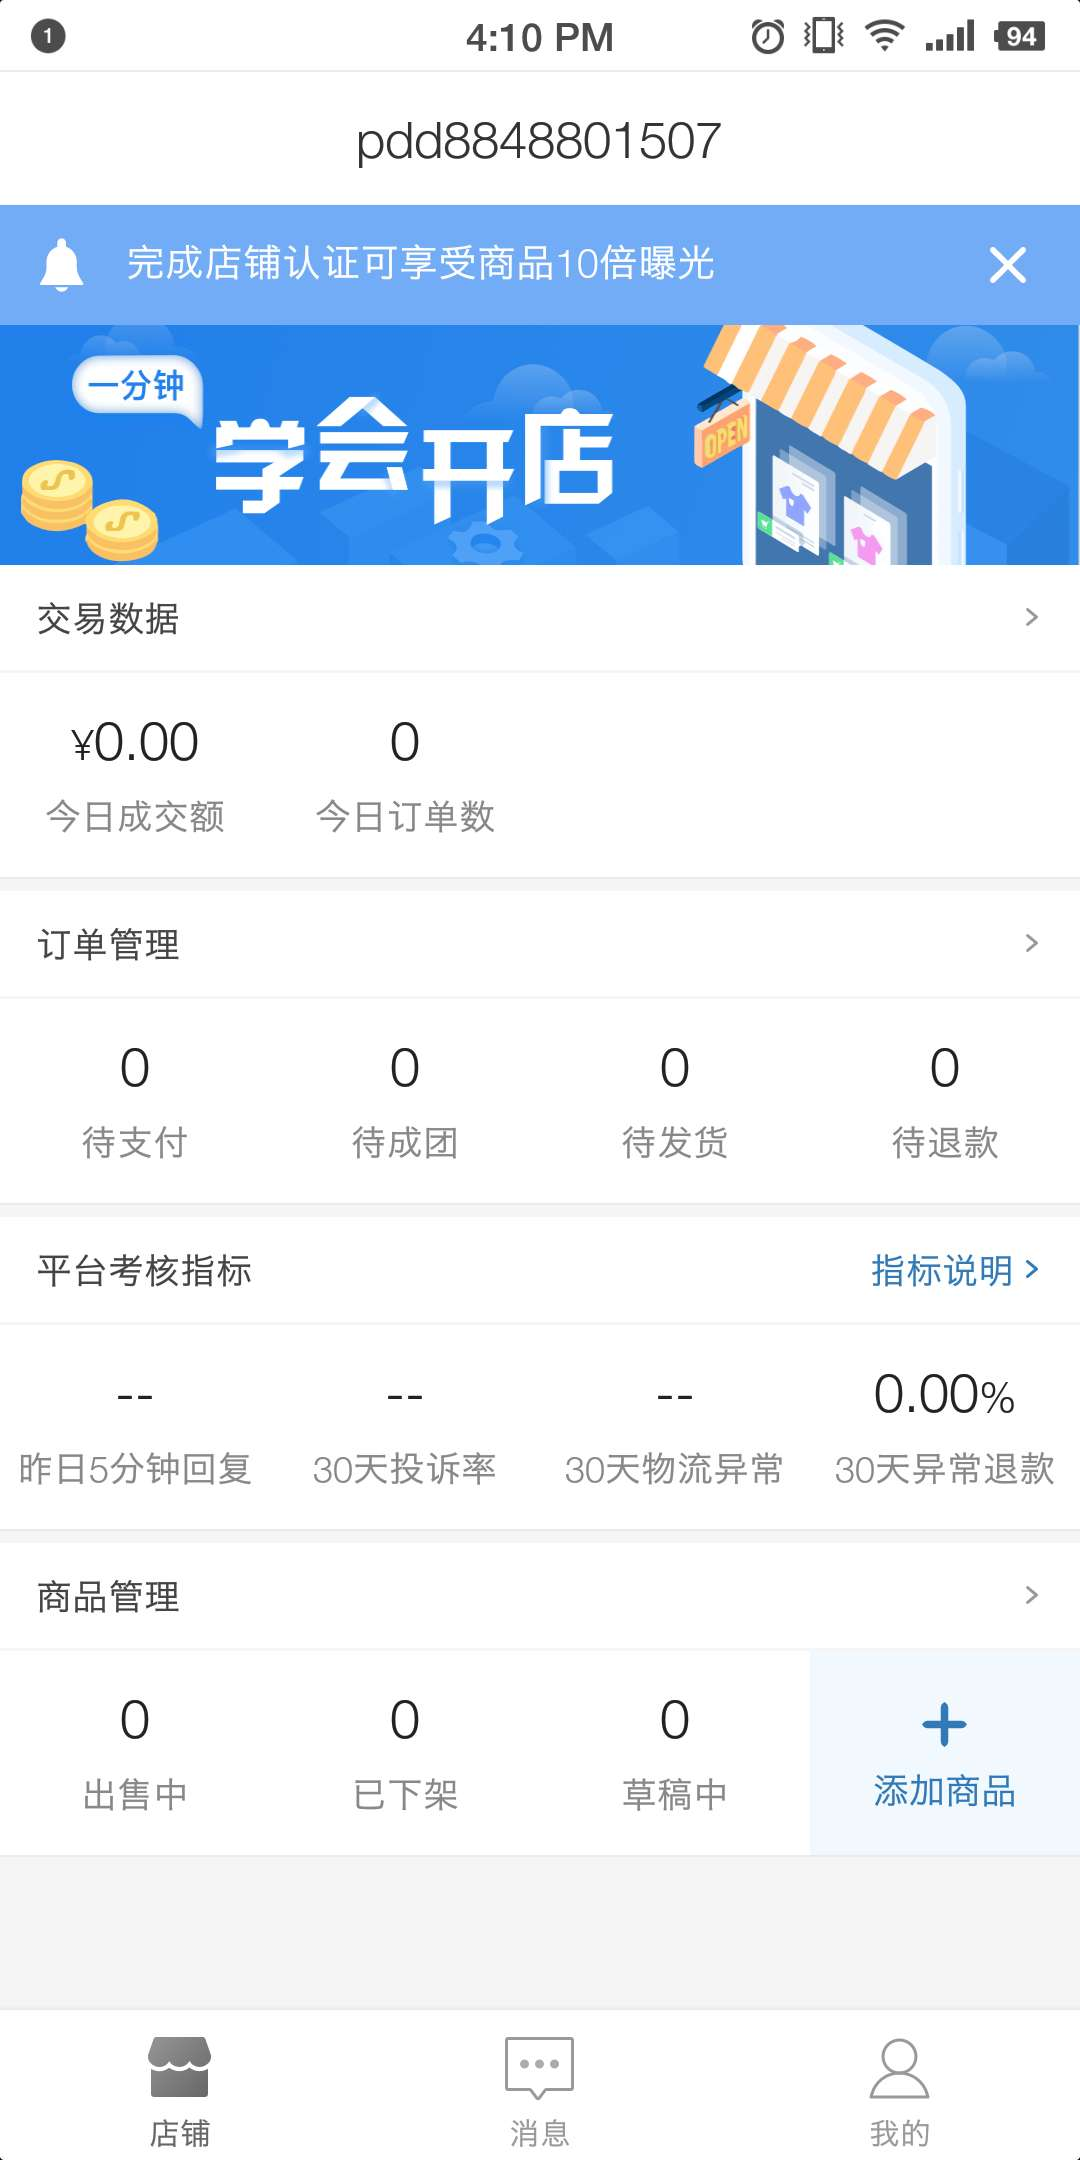 1
4:10 PM
94
pdd8848801507
完成店铺认证可享受商品10倍曝光
一分钟
学会开店
OPEN
交易数据
¥0.00 0
今日成交额 今日订单数
订单管理
0 0 0 0
待支付 待成团 待发货 待退款
平台考核指标 指标说明
-- -- -- 0.00%
昨日5分钟回复 30天投诉率 30天物流异常 30天异常退款
商品管理
0 0 0
出售中 已下架 草稿中 添加商品
店铺 消息 我的